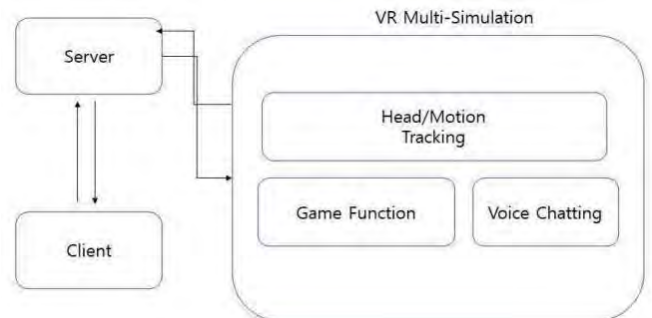 VR Multi-Simulation
Server
Head/Motion
Tracking
Game Function
Voice Chatting
Client